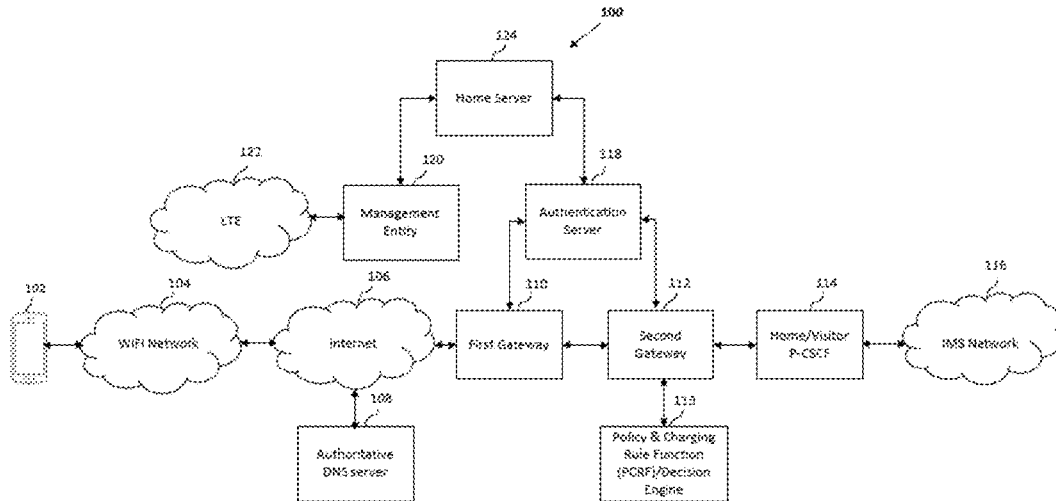 100
124
Home Server
122
LTE
120
Management
Entity
118
Authentication
Server
102
104
WiFi Network
106
Internet
110
First Gateway
112
Second
Gateway
114
Home/Visitor
P-CSCF
116
IMS Network
108
Authoritative
DNS server
113
Policy & Charging
Rule Function
(PCRF)/Decision
Engine